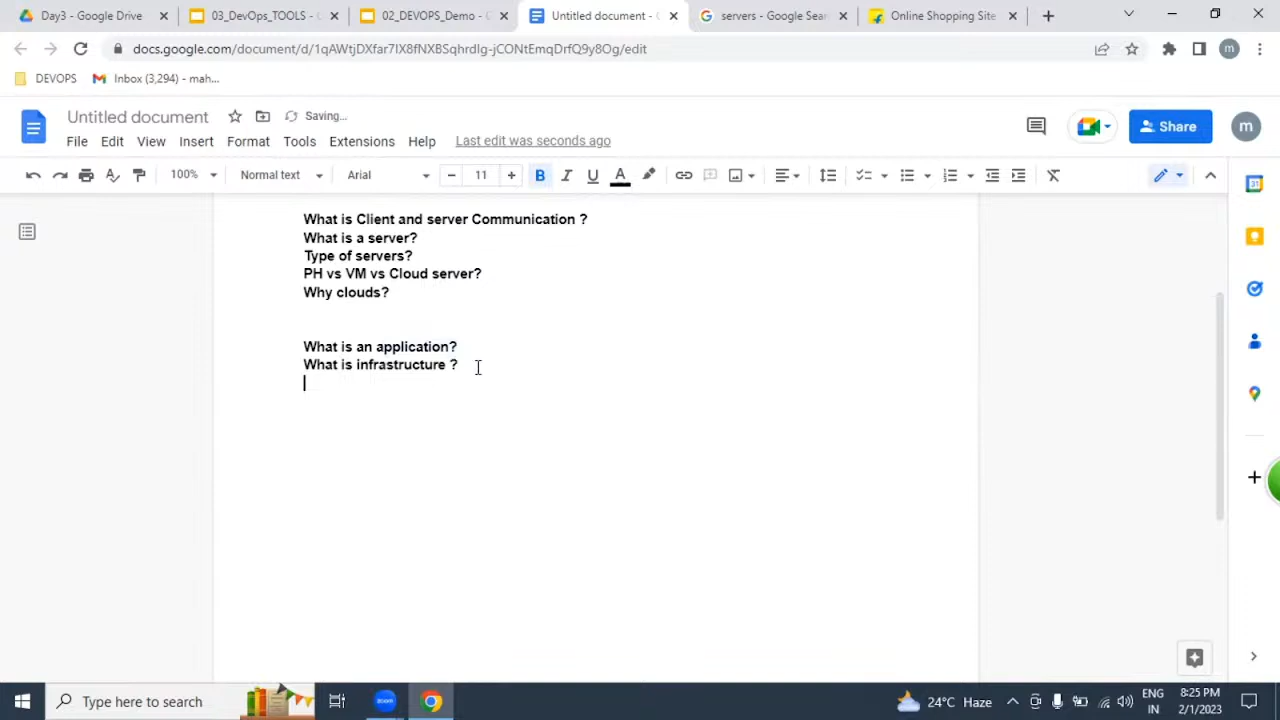 Day3 - Google Drive
03_DevOps_TOOLS - G
02_DEVOPS_Demo - G
Untitled document - G
servers - Google Sear
Online Shopping Site
docs.google.com/document/d/1qAWtjDXfar7IX8fNXBSqhrdIg-jCONtEmqDrfQ9y8Og/edit
m
DEVOPS
Inbox (3,294) - mah...
Untitled document
Saving...
File Edit View Insert Format Tools Extensions Help Last edit was seconds ago
Share
m
100% Normal text Arial 11 B I U A
31
What is Client and server Communication ?
What is a server?
Type of servers?
PH vs VM vs Cloud server?
Why clouds?
What is an application?
What is infrastructure ?
Type here to search
zoom
24°C Haze
ENG
IN
8:25 PM
2/1/2023